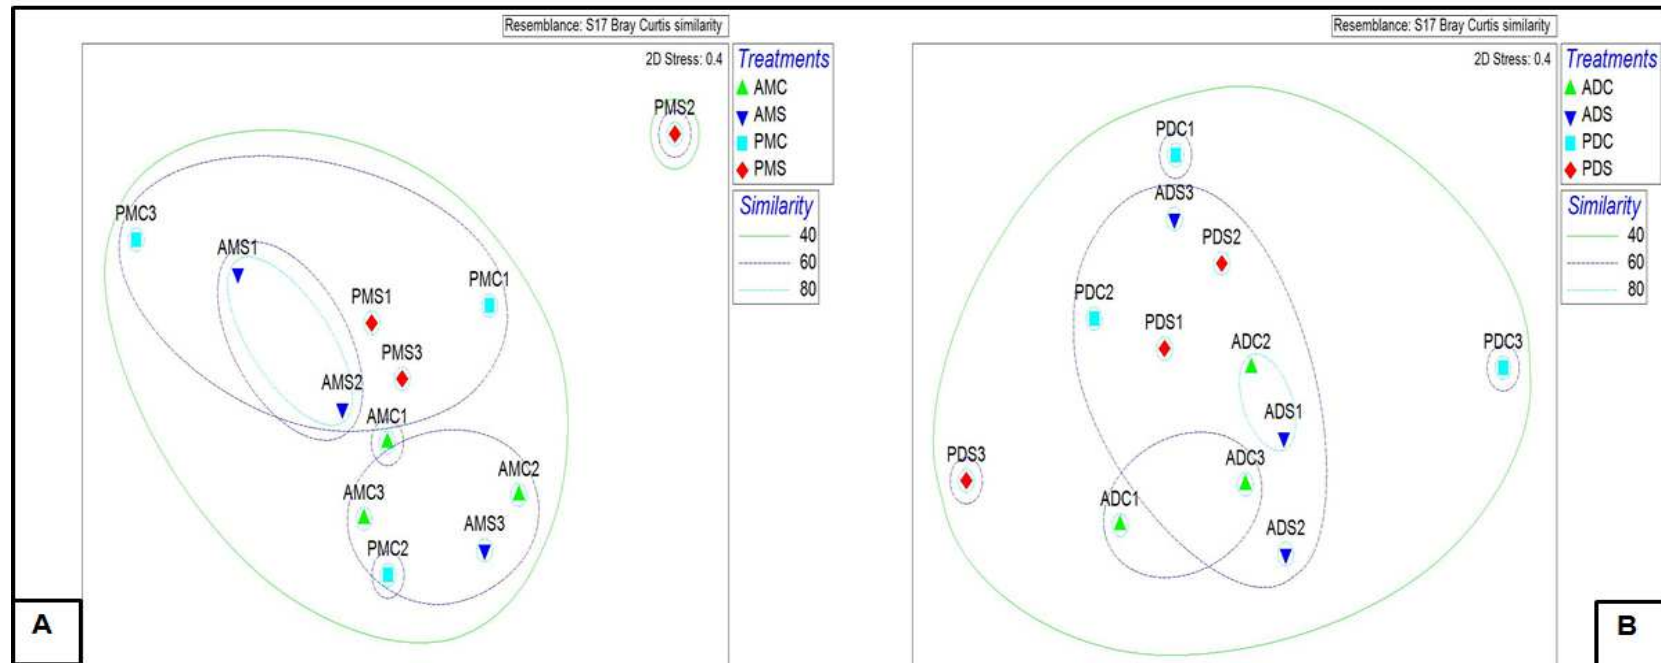 Resemblance: S17 Bray Curtis similarity
2D Stress: 0.4
PMS2
PMC3
AMS1
PMC1
PMS1
PMS3
AMS2
AMC1
AMC2
AMC3
AMS3
PMC2
Treatments
AMC
AMS
PMC
PMS
Similarity
40
60
80
A
Resemblance: S17 Bray Curtis similarity
2D Stress: 0.4
PDC1
ADS3
PDS2
PDC2
PDS1
ADC2
PDC3
ADS1
PDS3
ADC3
ADC1
ADS2
Treatments
ADC
ADS
PDC
PDS
Similarity
40
60
80
B